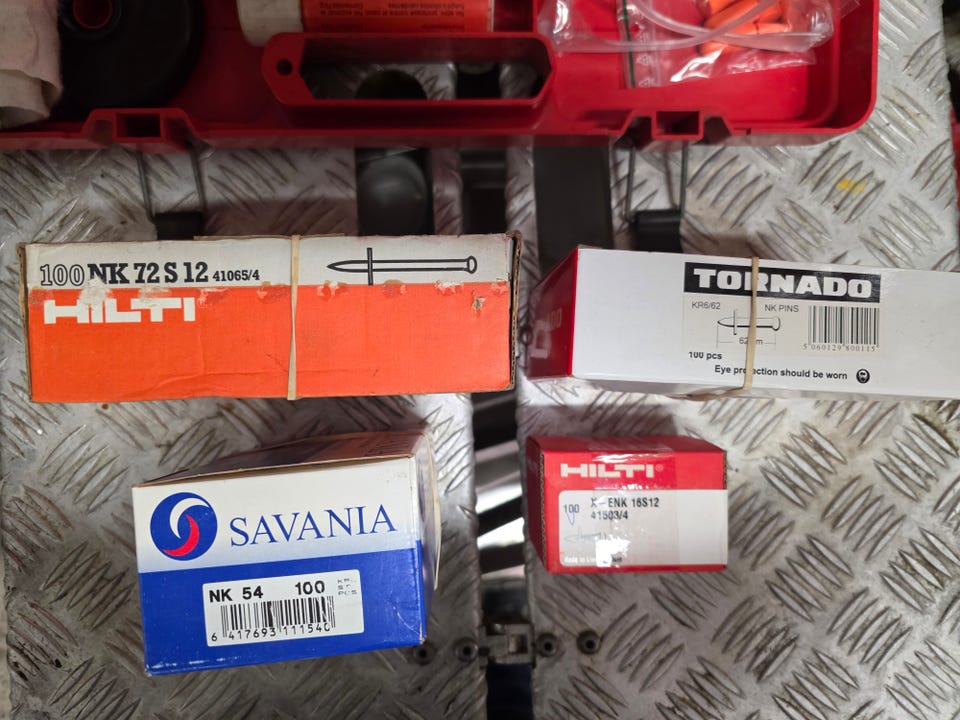 100 NK 72 S 12 41065/4
HILTI
TORNADO
KR6/62 NK PINS
100 pcs
Eye protection should be worn
5 060129 800115
HILTI
100 X-ENK 16S12
41503/4
SAVANIA
NK 54 100
6 417693 111540